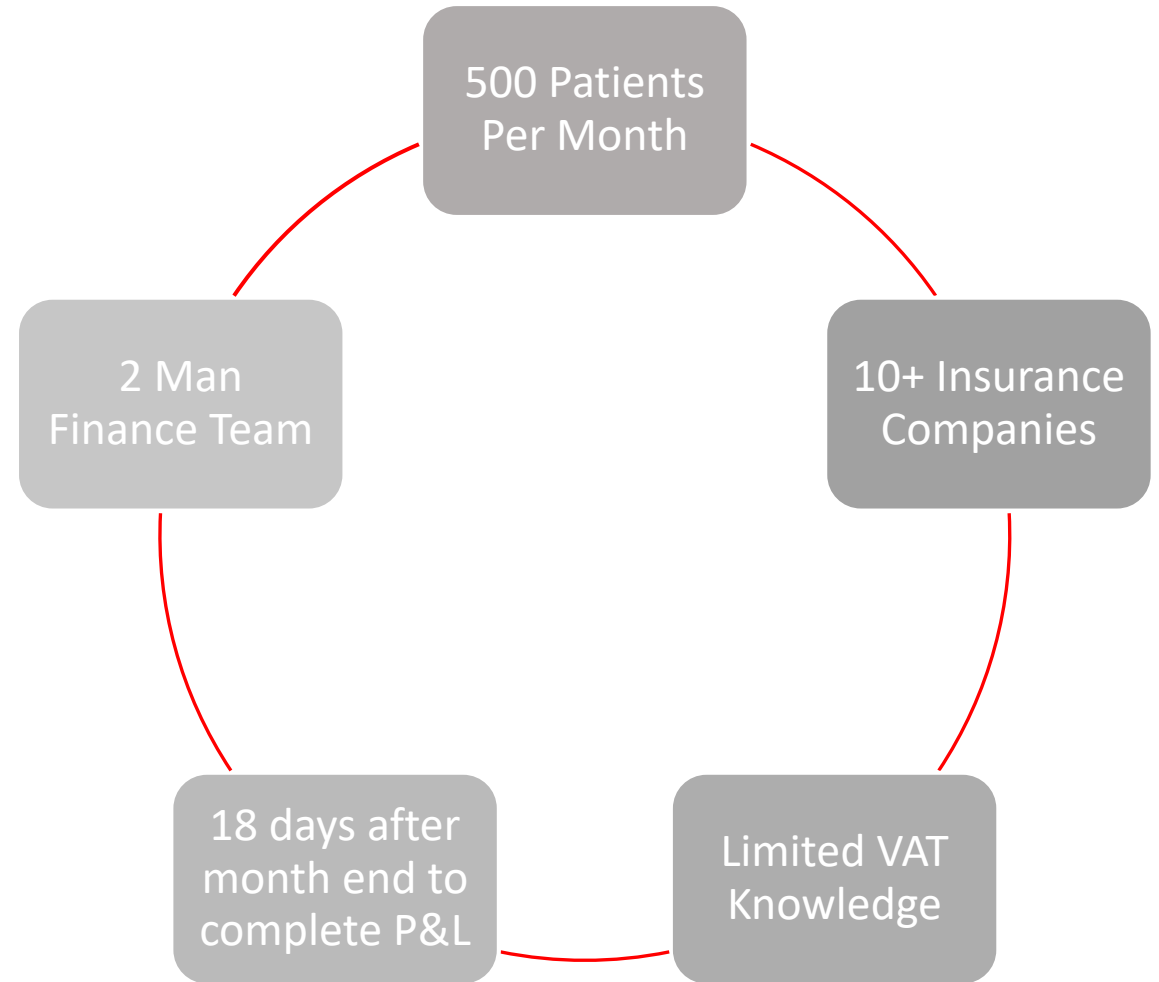 500 Patients
Per Month
10+ Insurance
Companies
Limited VAT
Knowledge
18 days after
month end to
complete P&L
2 Man
Finance Team